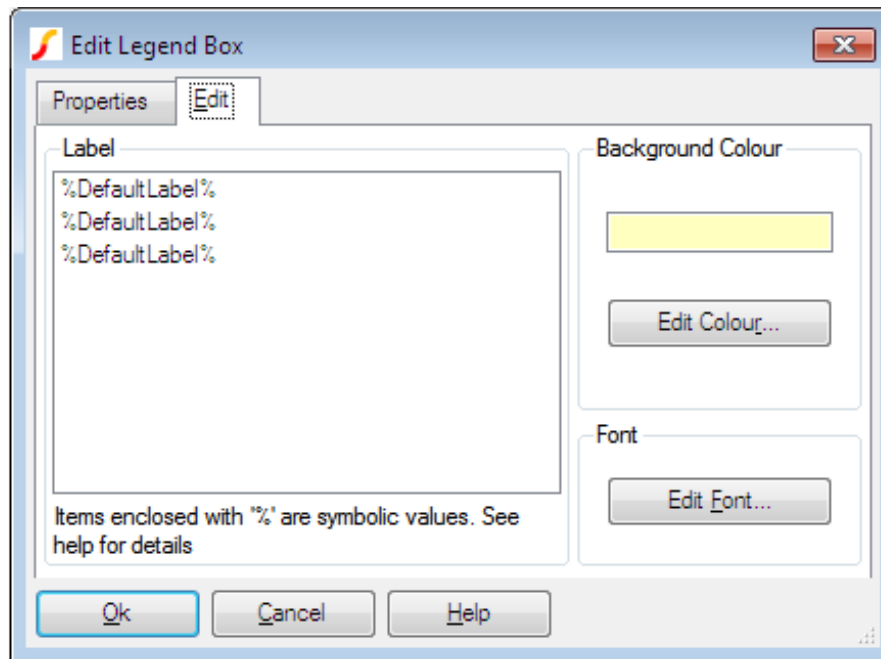 Edit Legend Box
Properties
Edit
Label
%DefaultLabel%
%DefaultLabel%
%DefaultLabel%
Items enclosed with '%' are symbolic values. See
help for details
Background Colour
Edit Colour...
Font
Edit Font...
Ok
Cancel
Help